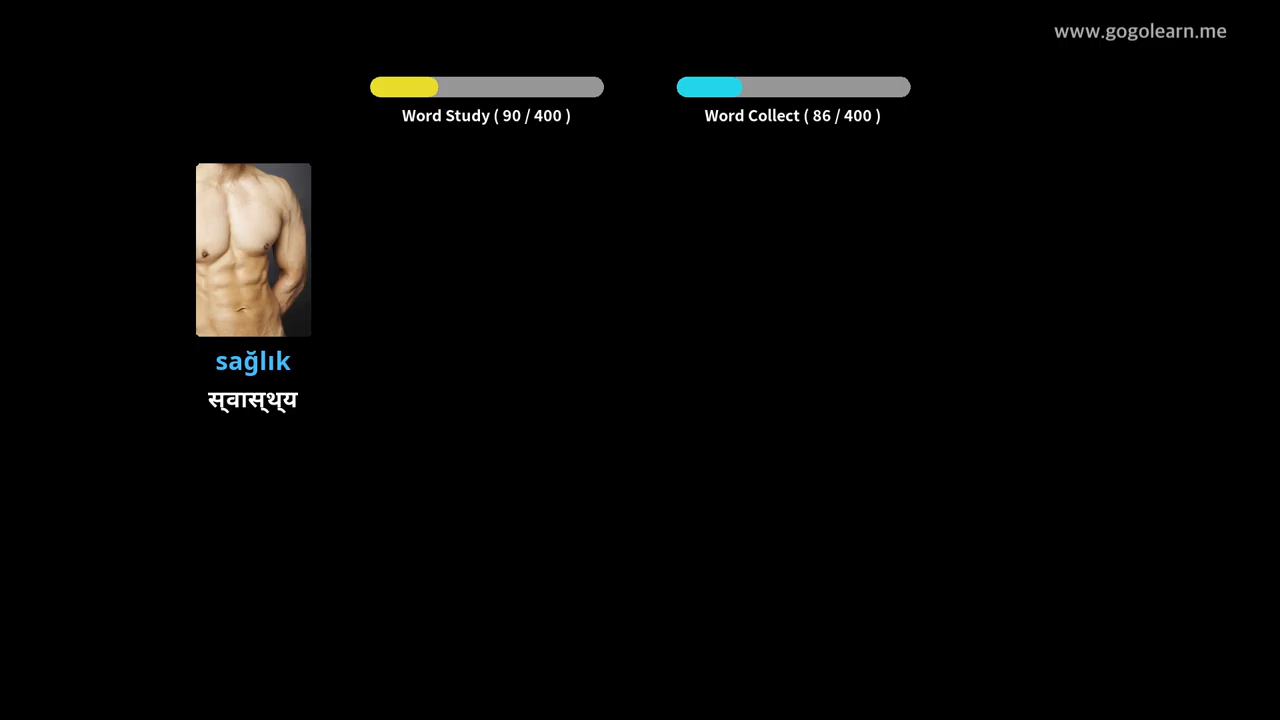 www.gogolearn.me
Word Study ( 90 / 400 )
Word Collect ( 86 / 400 )
sağlık
स्वास्थ्य